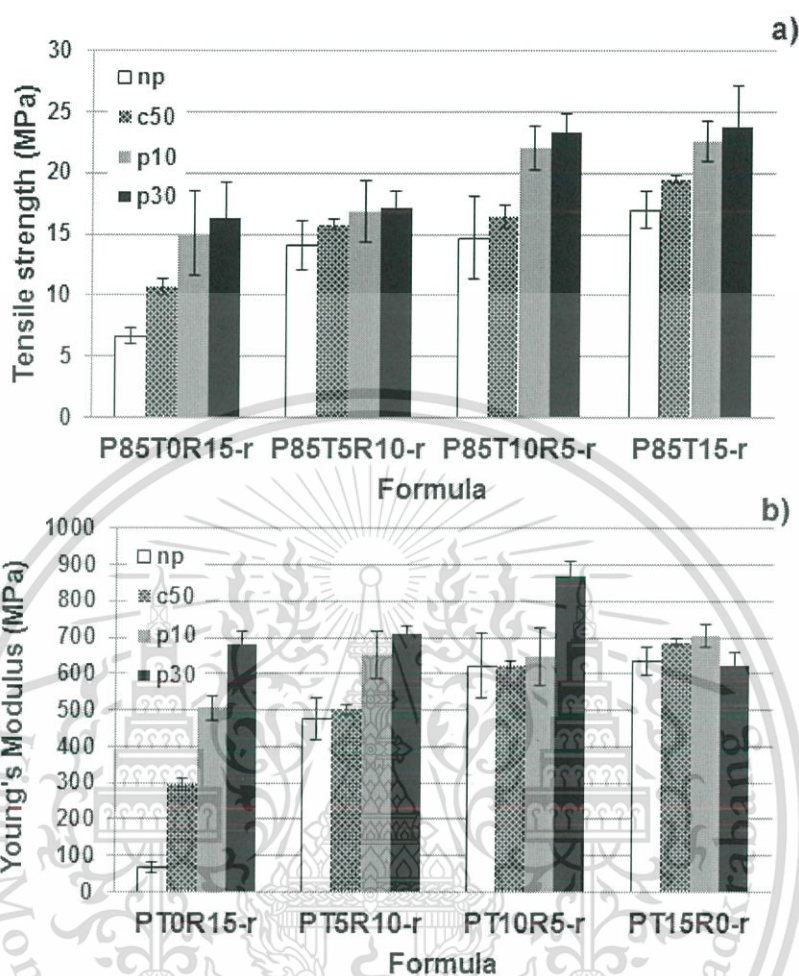 a)
Tensile strength (MPa)
30
25
20
15
10
5
0
np
c50
p10
p30
P85T0R15-r P85T5R10-r P85T10R5-r P85T15-r
Formula
b)
Young's Modulus (MPa)
1000
900
800
700
600
500
400
300
200
100
0
np
c50
p10
p30
PT0R15-r PT5R10-r PT10R5-r PT15R0-r
Formula